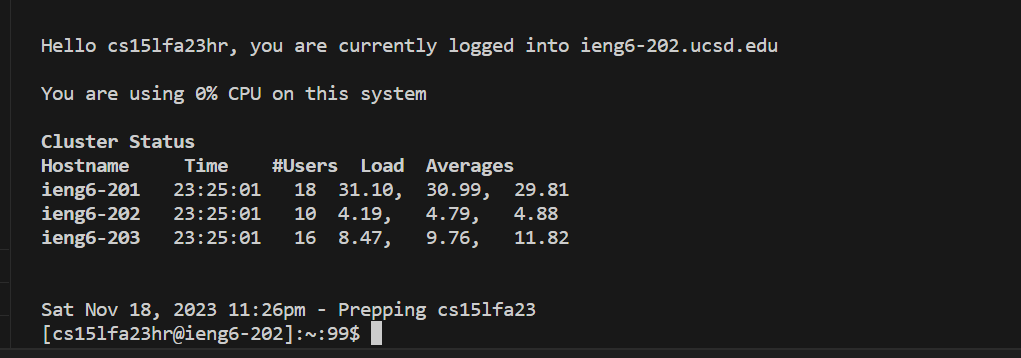 Hello cs15lfa23hr, you are currently logged into ieng6-202.ucsd.edu
You are using 0% CPU on this system
Cluster Status
Hostname     Time    #Users  Load  Averages
ieng6-201   23:25:01   18  31.10,  30.99,  29.81
ieng6-202   23:25:01   10  4.19,   4.79,   4.88
ieng6-203   23:25:01   16  8.47,   9.76,   11.82
Sat Nov 18, 2023 11:26pm - Prepping cs15lfa23
[cs15lfa23hr@ieng6-202]:~:99$